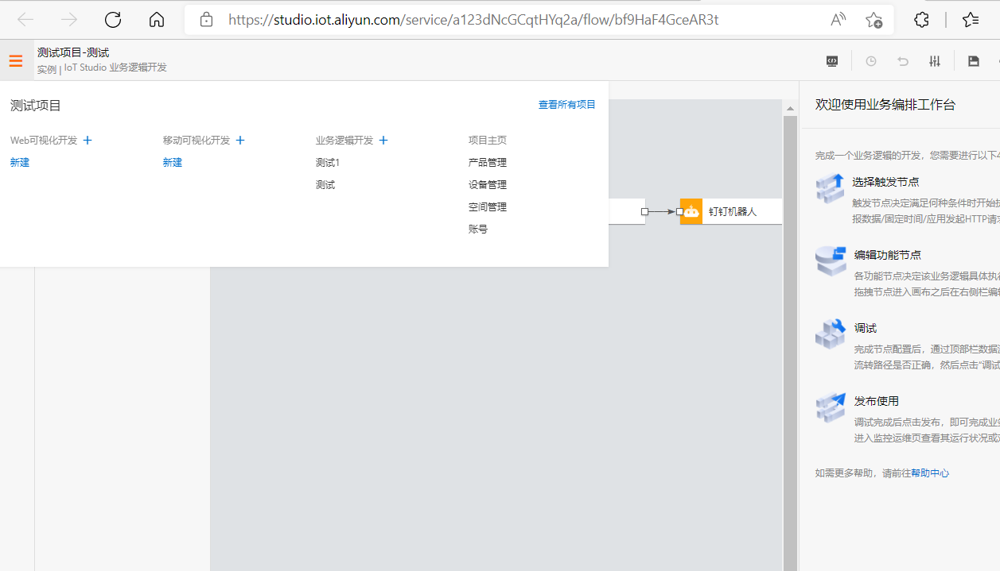 https://studio.iot.aliyun.com/service/a123dNcGCqtHYq2a/flow/bf9HaF4GceAR3t
测试项目-测试
实例 | IoT Studio 业务逻辑开发
测试项目
查看所有项目
Web可视化开发 +
新建
移动可视化开发 +
新建
业务逻辑开发 +
测试1
测试
项目主页
产品管理
设备管理
空间管理
账号
钉钉机器人
欢迎使用业务编排工作台
完成一个业务逻辑的开发，您需要进行以下4
选择触发节点
触发节点决定满足何种条件时开始执
报数据/固定时间/应用发起HTTP请求
编辑功能节点
各功能节点决定该业务逻辑具体执行
拖拽节点进入画布之后在右侧栏编辑
调试
完成节点配置后，通过顶部栏数据流
流转路径是否正确，然后点击“调试
发布使用
调试完成后点击发布，即可完成业务
进入监控运维页查看其运行状况或对
如需更多帮助，请前往帮助中心